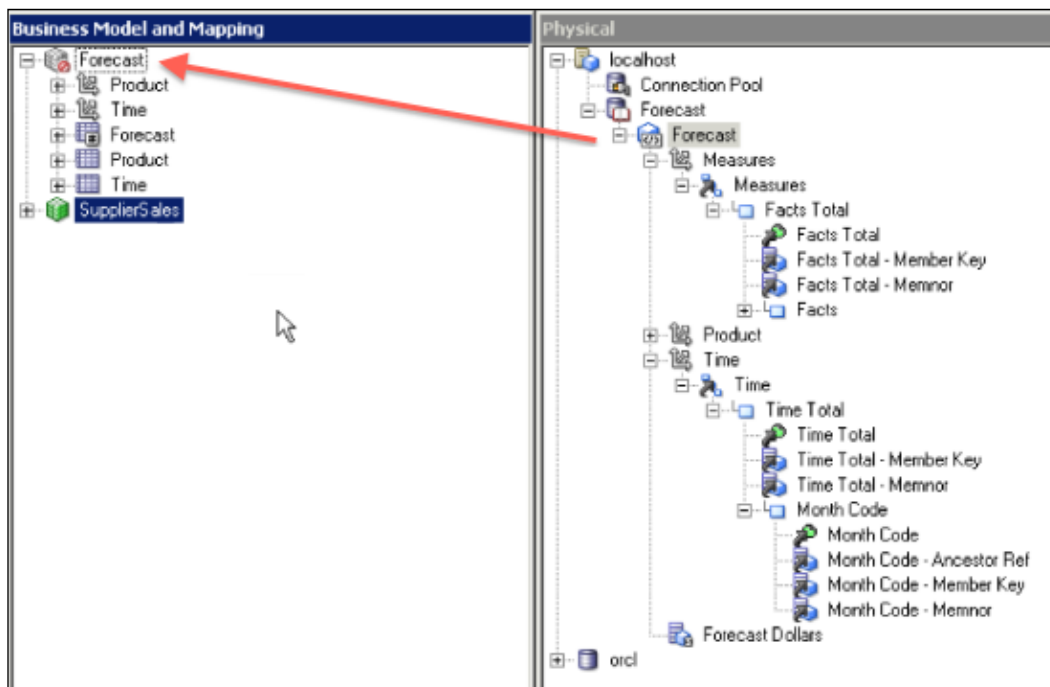 Business Model and Mapping
Forecast
Product
Time
Forecast
Product
Time
SupplierSales
Physical
localhost
Connection Pool
Forecast
Forecast
Measures
Measures
Facts Total
Facts Total
Facts Total - Member Key
Facts Total - Memnor
Facts
Product
Time
Time
Time Total
Time Total
Time Total - Member Key
Time Total - Memnor
Month Code
Month Code
Month Code - Ancestor Ref
Month Code - Member Key
Month Code - Memnor
Forecast Dollars
orcl